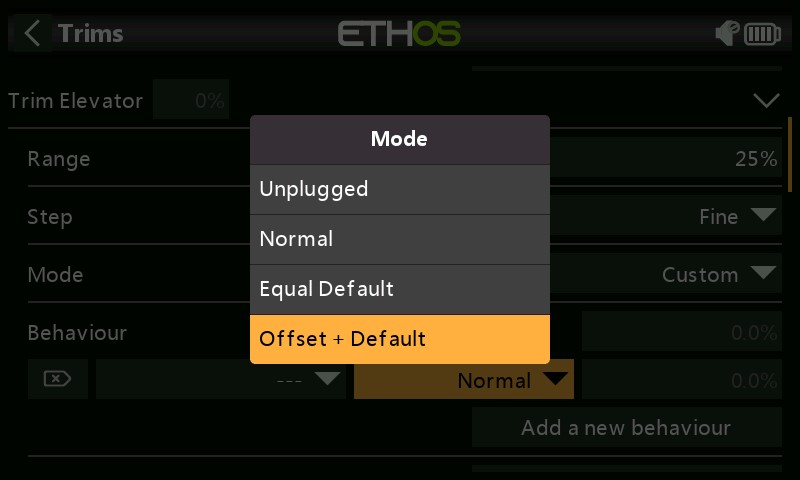 Trims
ETHOS
Trim Elevator 0%
Range 25%
Step Fine
Mode Custom
Behaviour 0.0%
--- Normal 0.0%
Add a new behaviour
Mode
Unplugged
Normal
Equal Default
Offset + Default